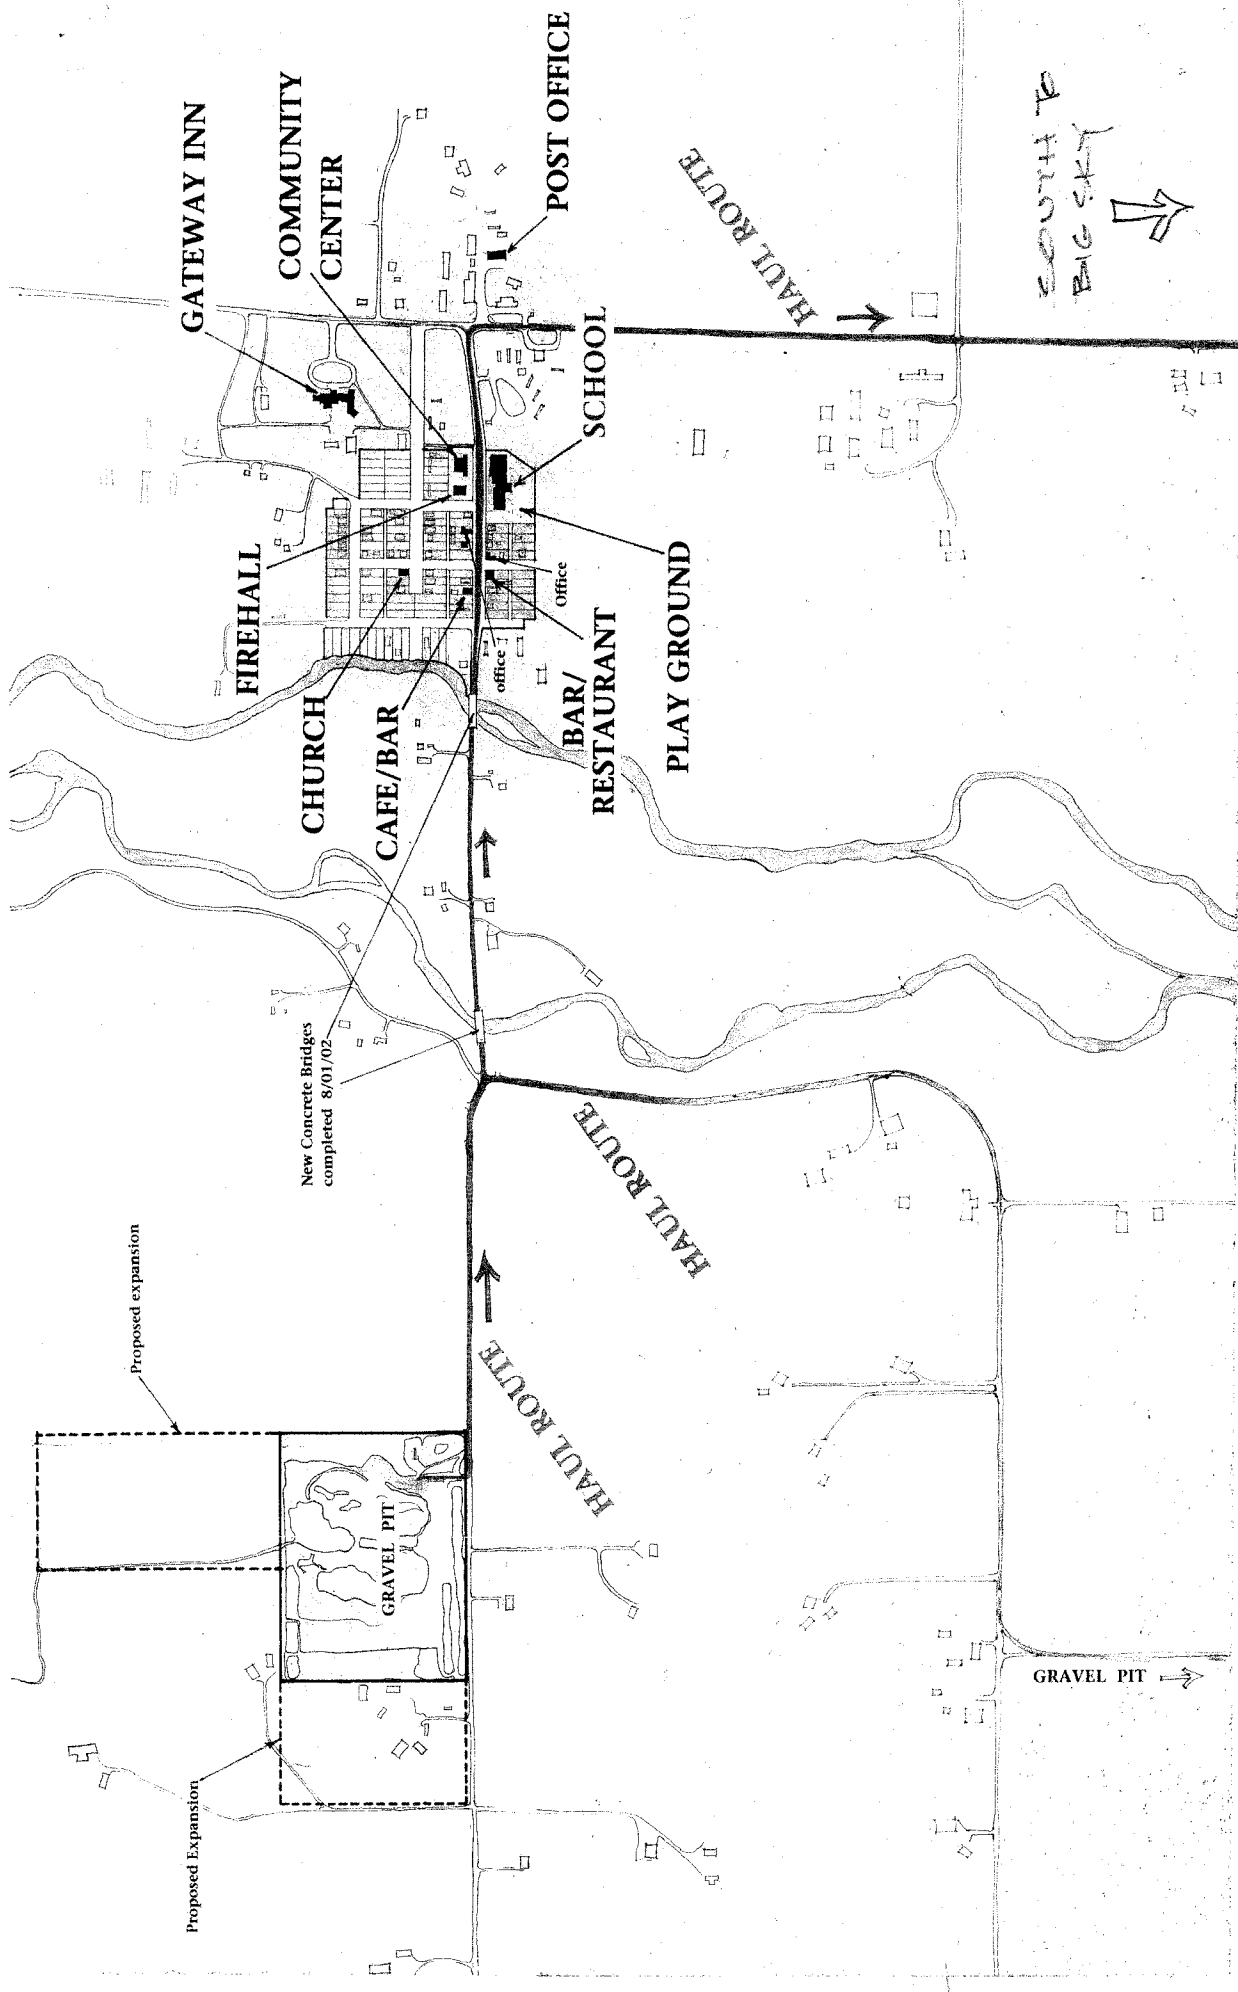 GATEWAY INN
COMMUNITY
CENTER
POST OFFICE
HAUL ROUTE
SOUTH TO
BIG SKY
SCHOOL
FIREHALL
Office
office
CHURCH
CAFE/BAR
BAR/
RESTAURANT
PLAY GROUND
New Concrete Bridges
completed 8/01/02
HAUL ROUTE
Proposed expansion
HAUL ROUTE
GRAVEL PIT
Proposed Expansion
GRAVEL PIT